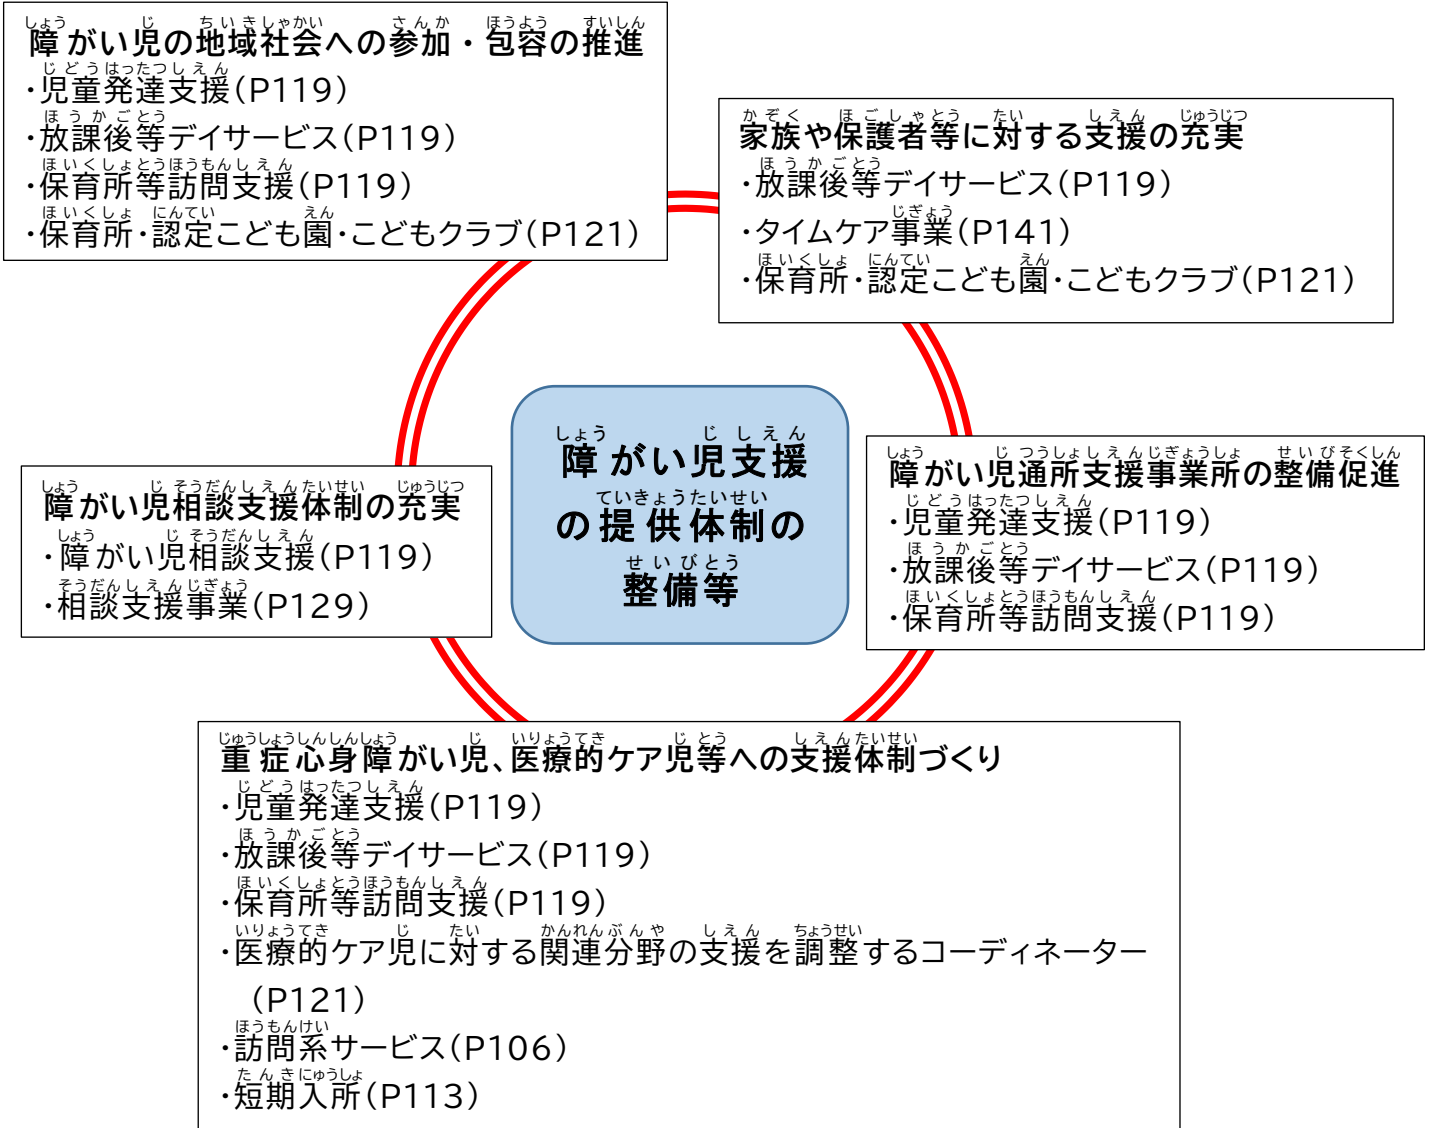 障がい児の地域社会への参加・包容の推進
・児童発達支援(P119)
・放課後等デイサービス(P119)
・保育所等訪問支援(P119)
・保育所・認定こども園・こどもクラブ(P121)
家族や保護者等に対する支援の充実
・放課後等デイサービス(P119)
・タイムケア事業(P141)
・保育所・認定こども園・こどもクラブ(P121)
障がい児支援
の提供体制の
整備等
障がい児相談支援体制の充実
・障がい児相談支援(P119)
・相談支援事業(P129)
障がい児通所支援事業所の整備促進
・児童発達支援(P119)
・放課後等デイサービス(P119)
・保育所等訪問支援(P119)
重症心身障がい児、医療的ケア児等への支援体制づくり
・児童発達支援(P119)
・放課後等デイサービス(P119)
・保育所等訪問支援(P119)
・医療的ケア児に対する関連分野の支援を調整するコーディネーター
(P121)
・訪問系サービス(P106)
・短期入所(P113)